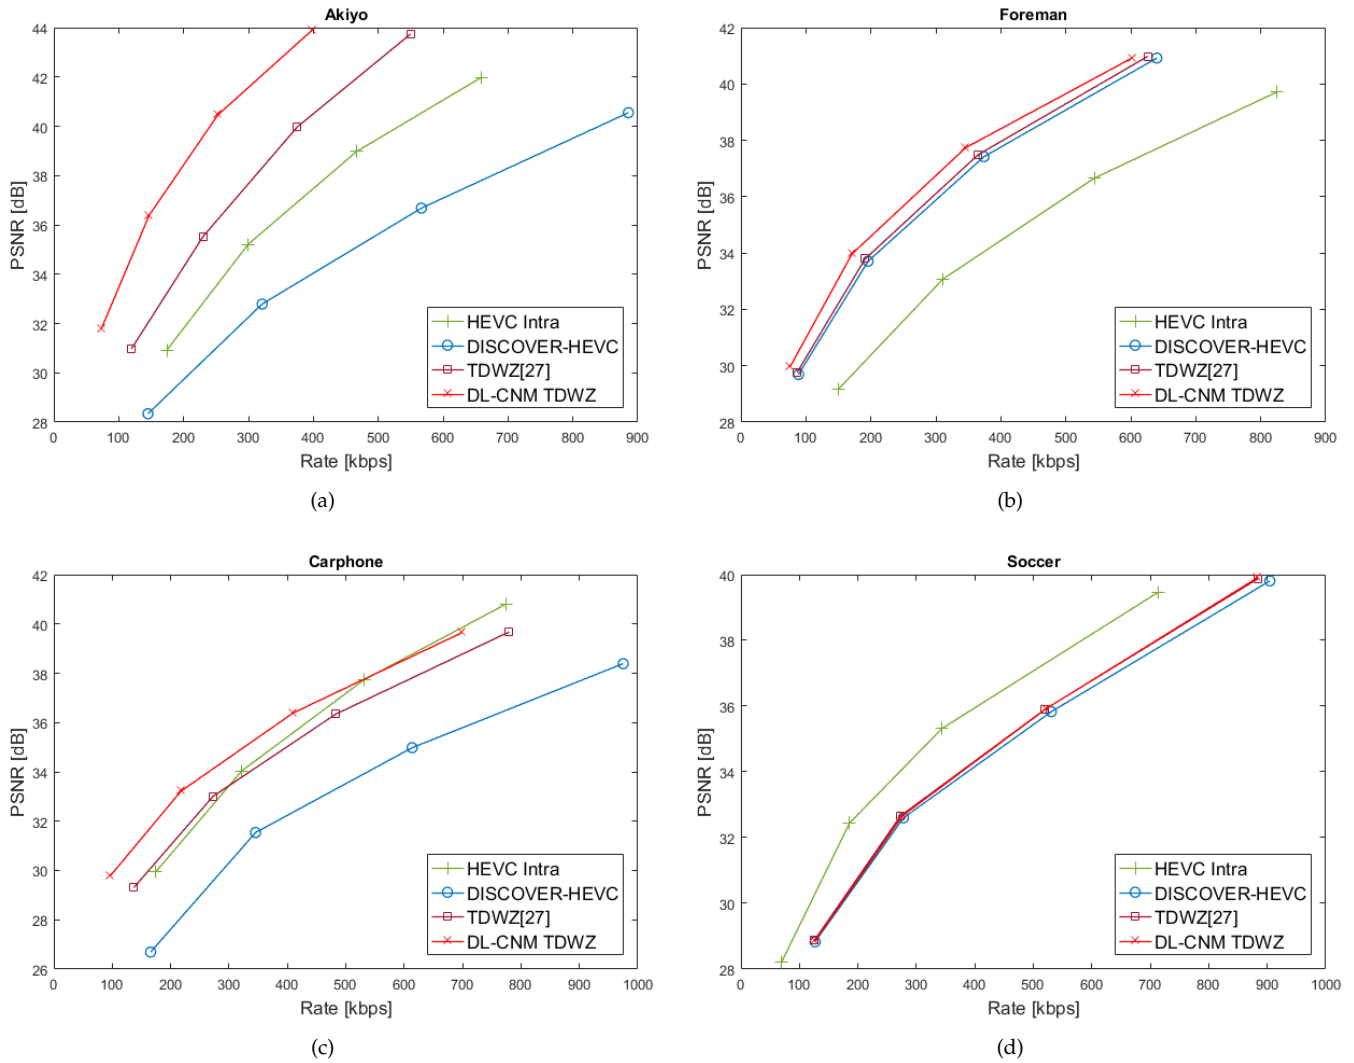 Akiyo
44
42
40
38
36
34
32
30
28
PSNR [dB]
0 100 200 300 400 500 600 700 800 900
Rate [kbps]
HEVC Intra
DISCOVER-HEVC
TDWZ[27]
DL-CNM TDWZ
(a)
Foreman
42
40
38
36
34
32
30
28
PSNR [dB]
0 100 200 300 400 500 600 700 800 900
Rate [kbps]
HEVC Intra
DISCOVER-HEVC
TDWZ[27]
DL-CNM TDWZ
(b)
Carphone
42
40
38
36
34
32
30
28
26
PSNR [dB]
0 100 200 300 400 500 600 700 800 900 1000
Rate [kbps]
HEVC Intra
DISCOVER-HEVC
TDWZ[27]
DL-CNM TDWZ
(c)
Soccer
40
38
36
34
32
30
28
PSNR [dB]
0 100 200 300 400 500 600 700 800 900 1000
Rate [kbps]
HEVC Intra
DISCOVER-HEVC
TDWZ[27]
DL-CNM TDWZ
(d)